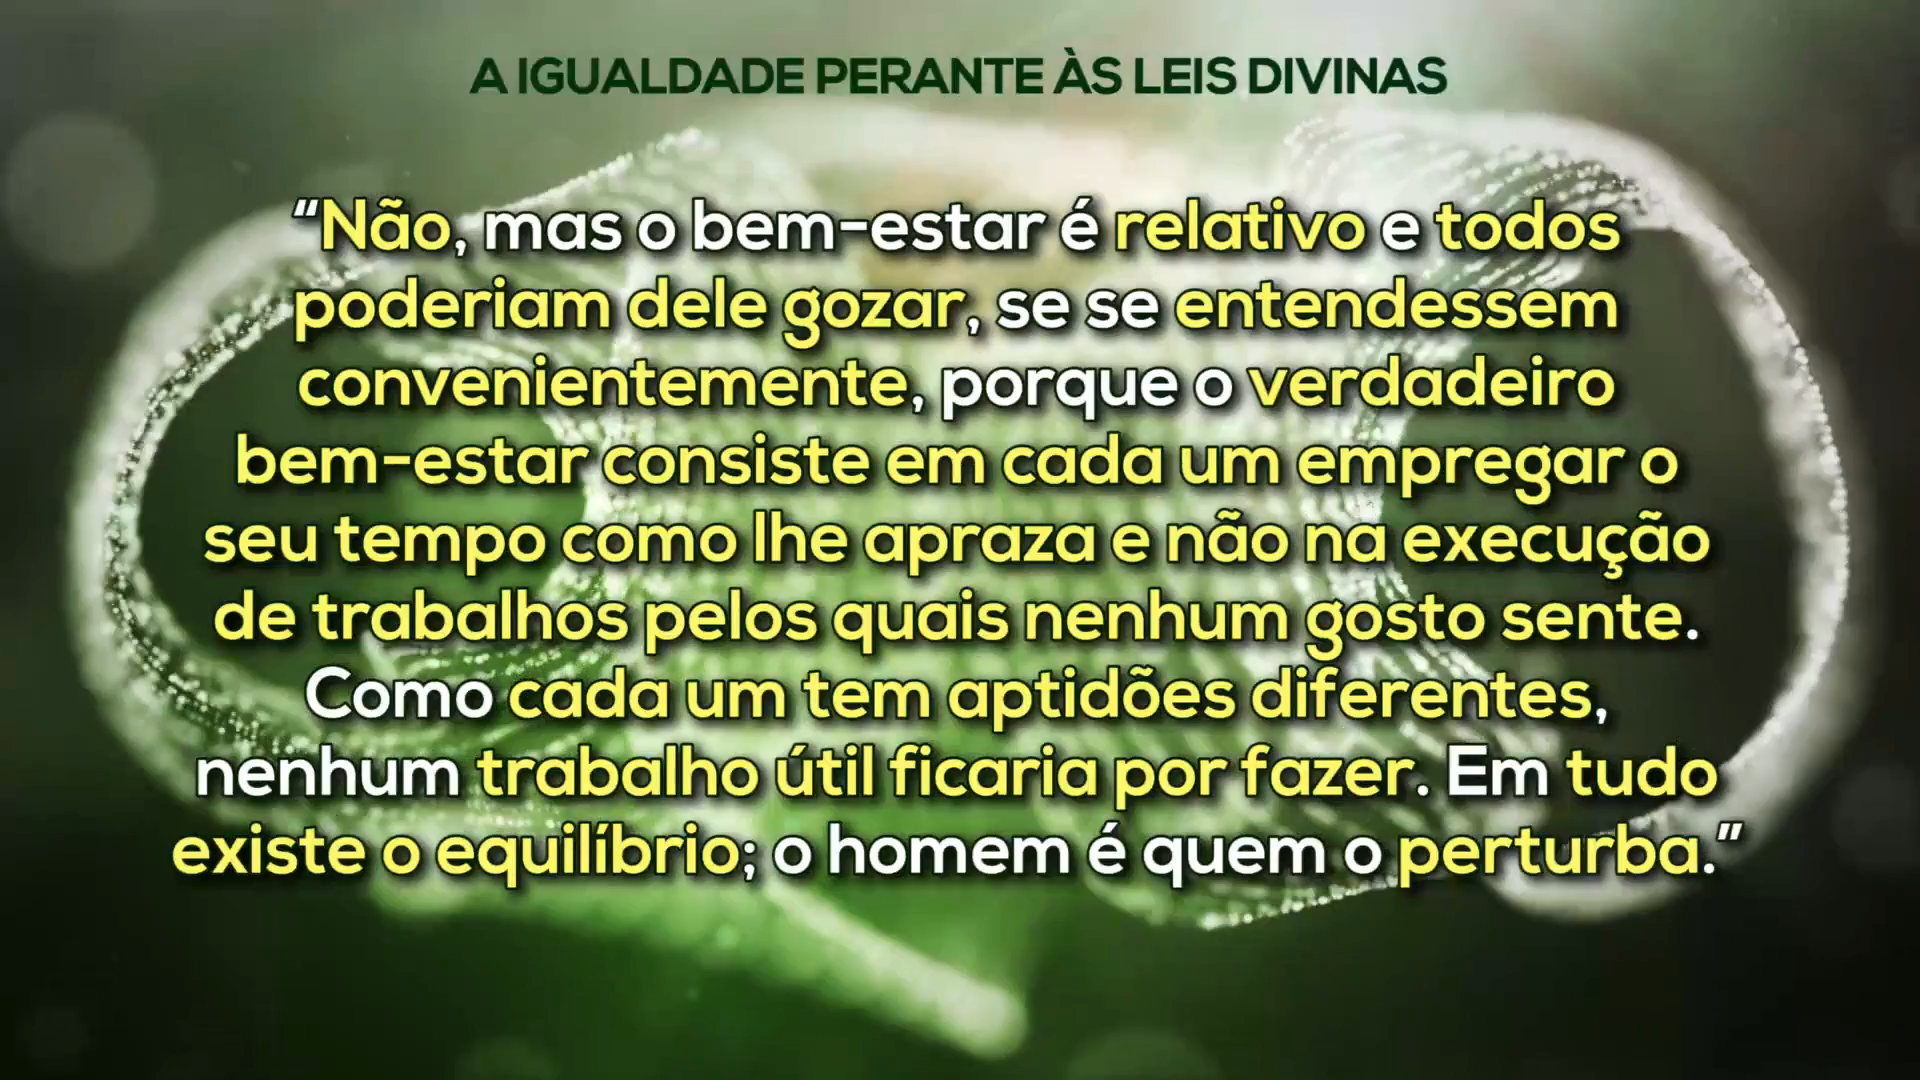 A IGUALDADE PERANTE ÀS LEIS DIVINAS
“Não, mas o bem-estar é relativo e todos
poderiam dele gozar, se se entendessem
convenientemente, porque o verdadeiro
bem-estar consiste em cada um empregar o
seu tempo como lhe apraza e não na execução
de trabalhos pelos quais nenhum gosto sente.
Como cada um tem aptidões diferentes,
nenhum trabalho útil ficaria por fazer. Em tudo
existe o equilíbrio; o homem é quem o perturba.”